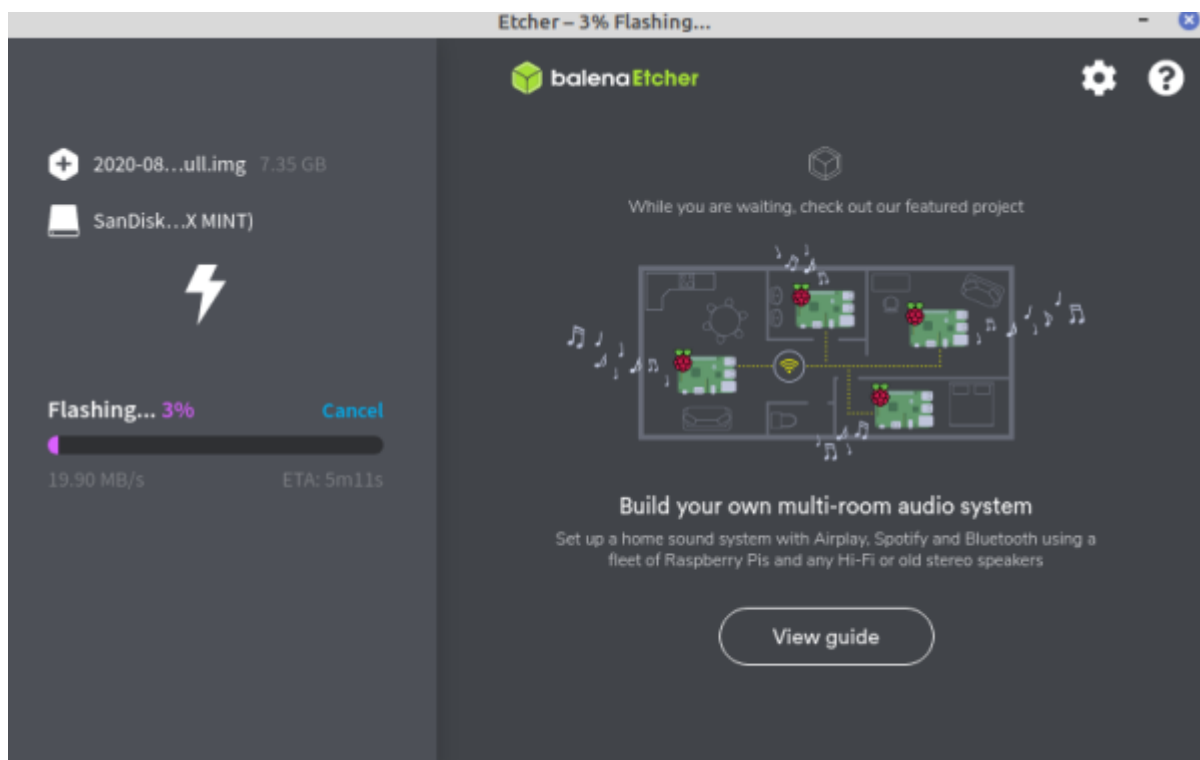 Etcher – 3% Flashing...
balenaEtcher
2020-08...ull.img 7.35 GB
SanDisk...X MINT)
Flashing... 3% Cancel
19.90 MB/s ETA: 5m11s
While you are waiting, check out our featured project
Build your own multi-room audio system
Set up a home sound system with Airplay, Spotify and Bluetooth using a
fleet of Raspberry Pis and any Hi-Fi or old stereo speakers
View guide